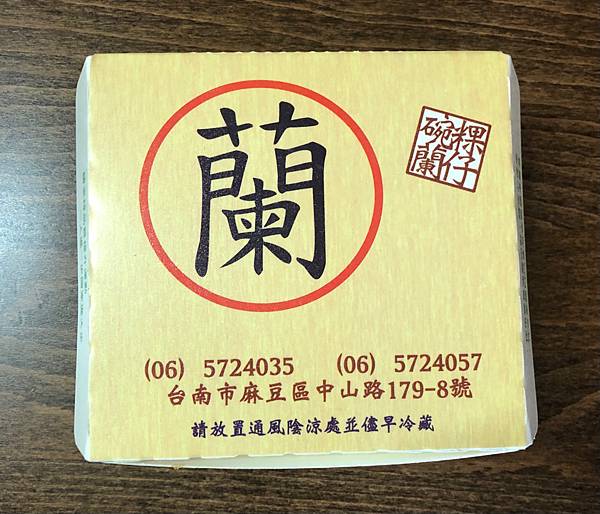 蘭
碗粿
蘭仔
(06) 5724035 (06) 5724057
台南市麻豆區中山路179-8號
請放置通風陰涼處並儘早冷藏